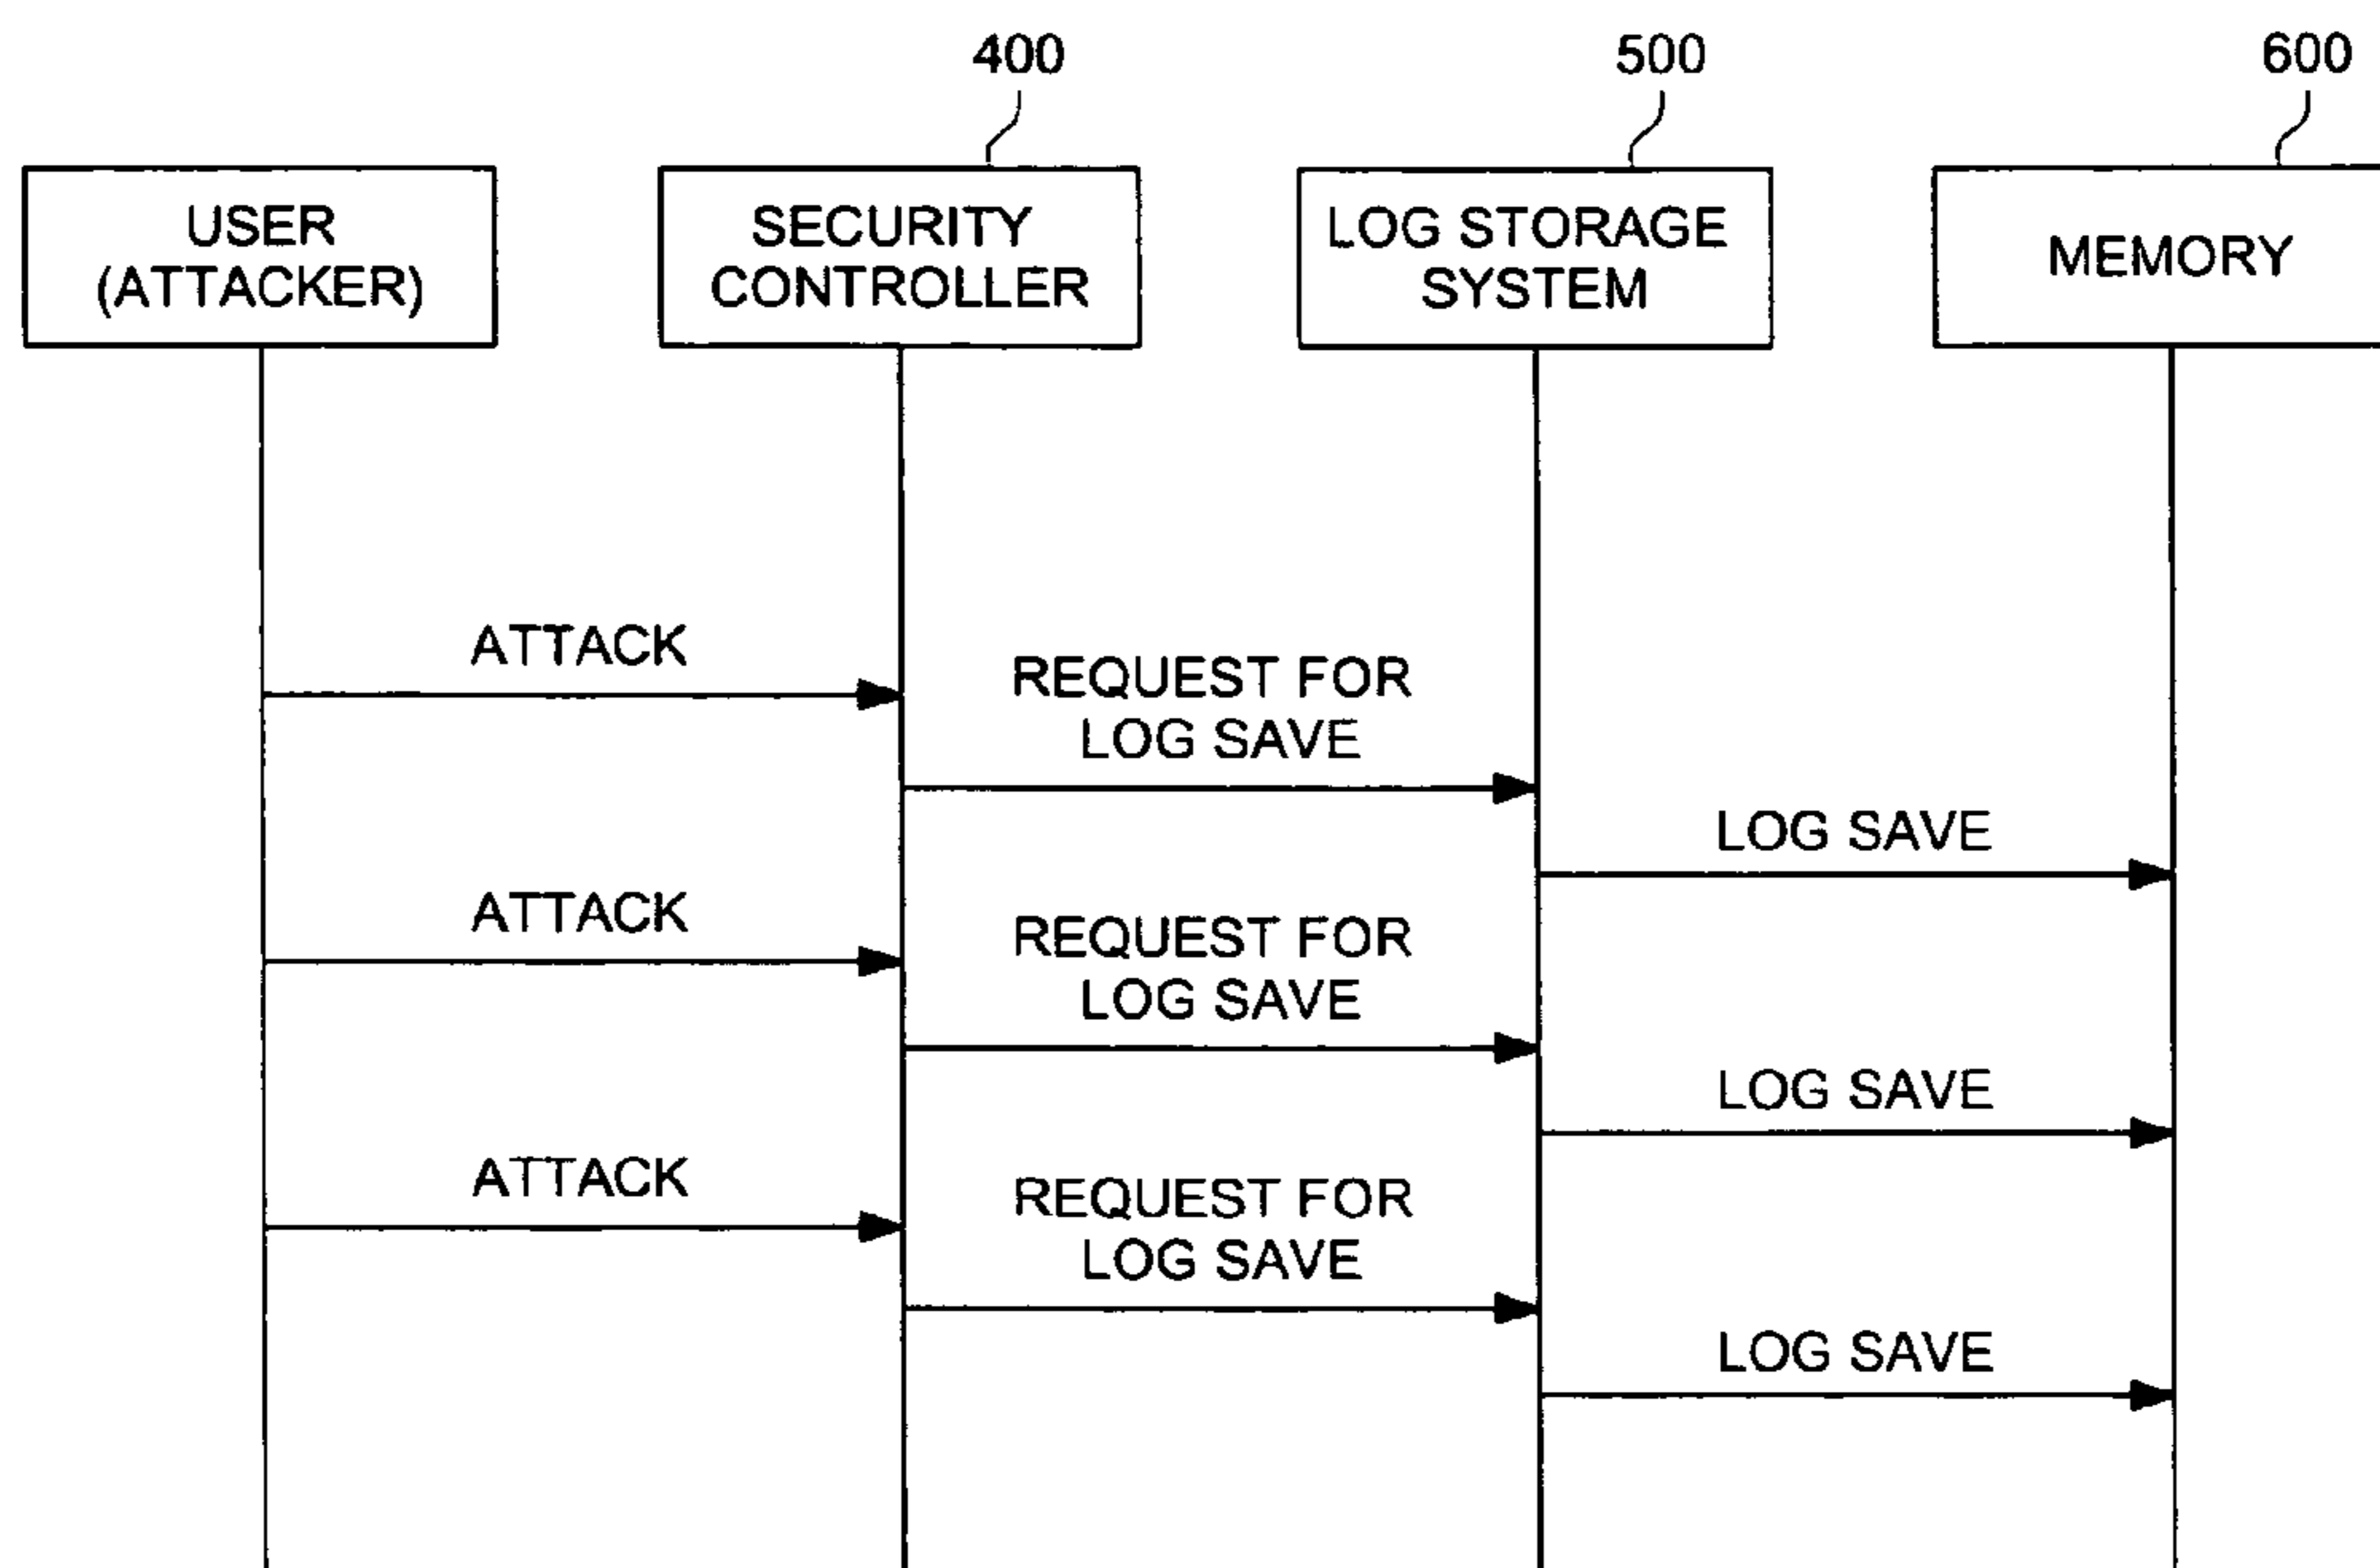 400
500
600
USER
(ATTACKER)
SECURITY
CONTROLLER
LOG STORAGE
SYSTEM
MEMORY
ATTACK
REQUEST FOR
LOG SAVE
LOG SAVE
ATTACK
REQUEST FOR
LOG SAVE
LOG SAVE
ATTACK
REQUEST FOR
LOG SAVE
LOG SAVE